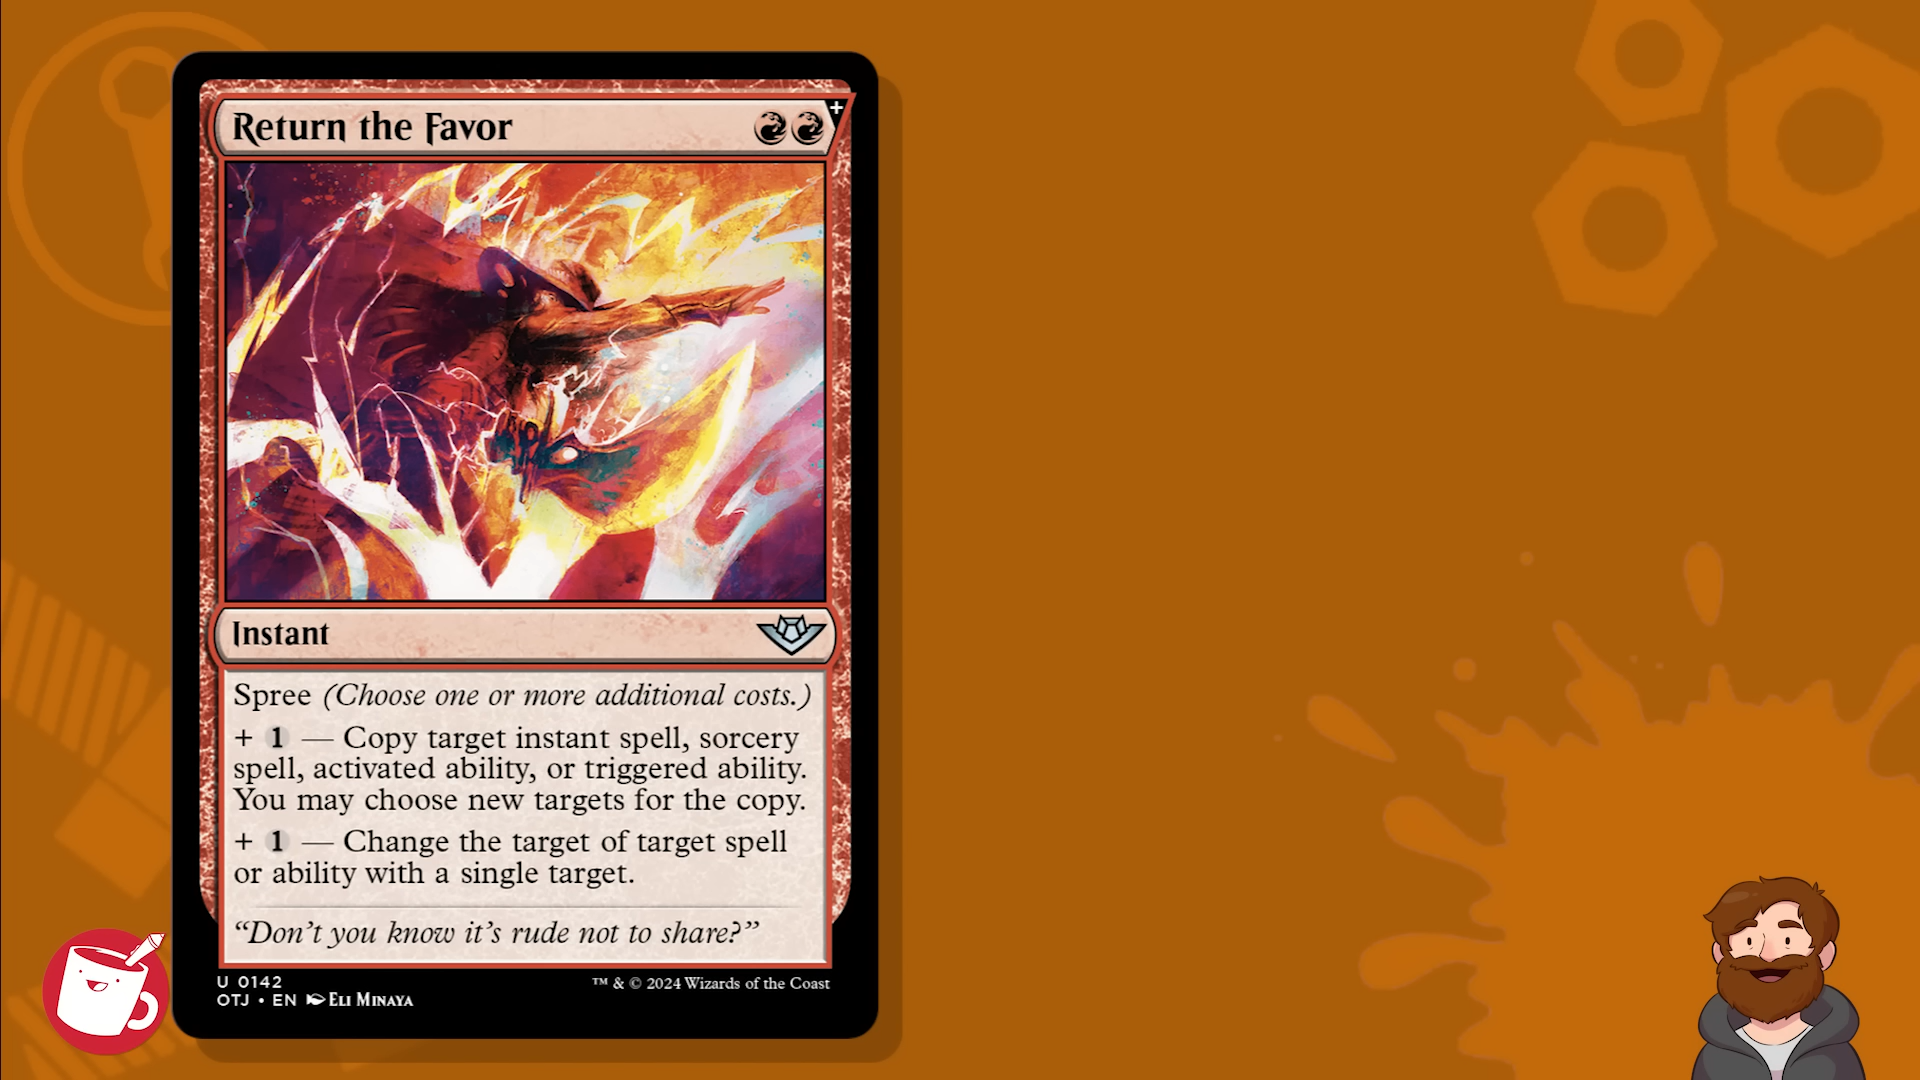 Return the Favor
Instant
Spree (Choose one or more additional costs.)
+ 1 — Copy target instant spell, sorcery
spell, activated ability, or triggered ability.
You may choose new targets for the copy.
+ 1 — Change the target of target spell
or ability with a single target.
“Don’t you know it’s rude not to share?”
U 0142
OTJ • EN Eli Minaya
™ & © 2024 Wizards of the Coast